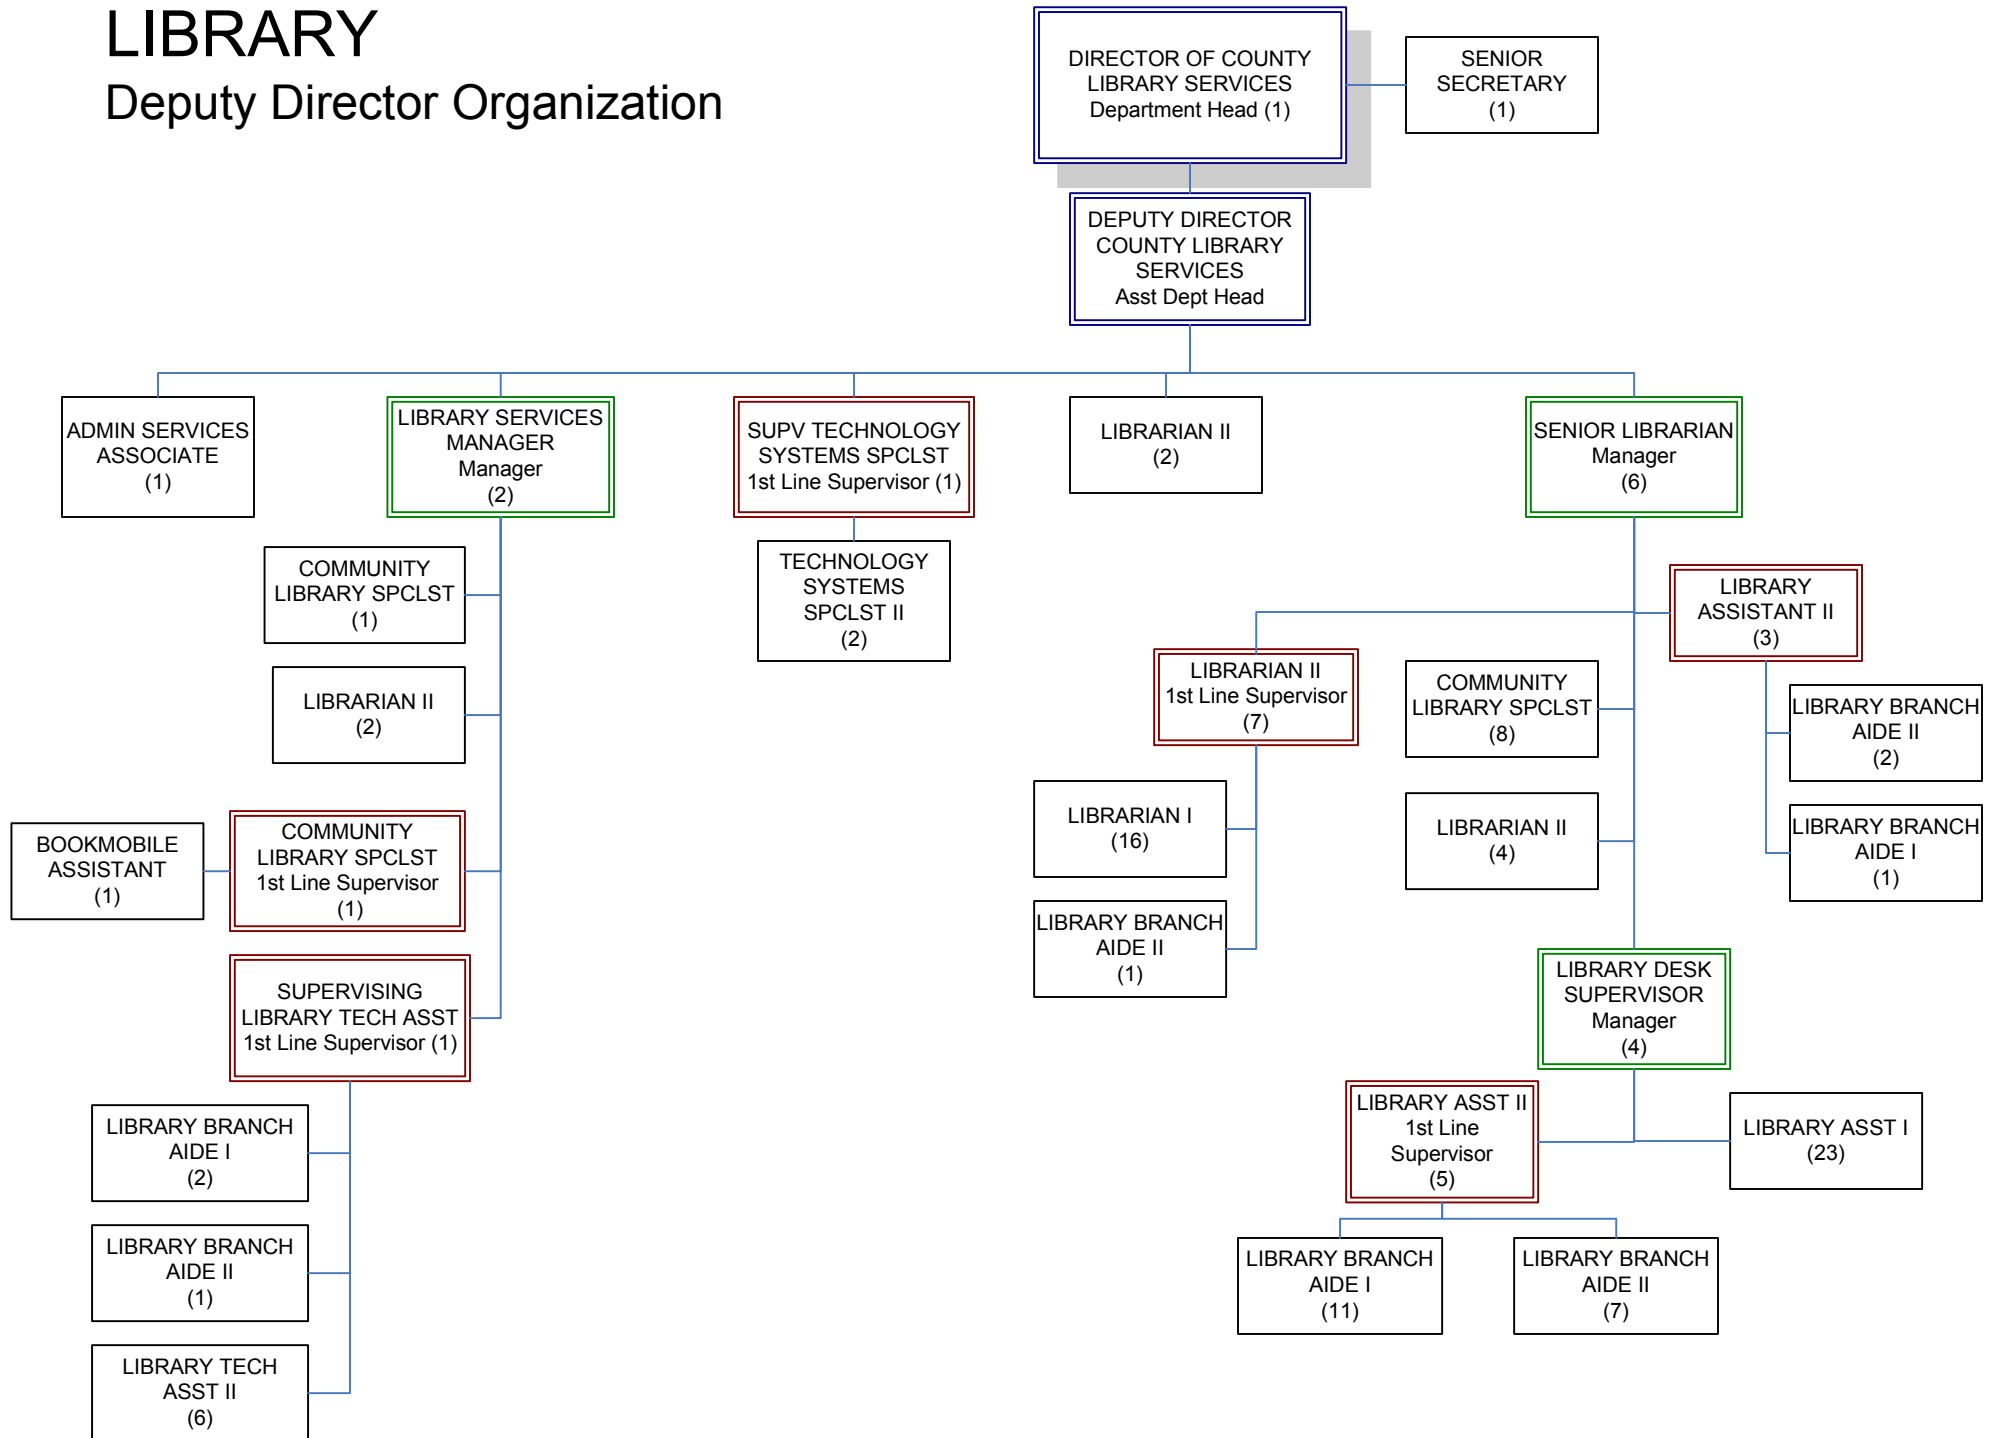 LIBRARY
Deputy Director Organization
DIRECTOR OF COUNTY
LIBRARY SERVICES
Department Head (1)
SENIOR
SECRETARY
(1)
DEPUTY DIRECTOR
COUNTY LIBRARY
SERVICES
Asst Dept Head
ADMIN SERVICES
ASSOCIATE
(1)
LIBRARY SERVICES
MANAGER
Manager
(2)
SUPV TECHNOLOGY
SYSTEMS SPCLST
1st Line Supervisor (1)
LIBRARIAN II
(2)
SENIOR LIBRARIAN
Manager
(6)
COMMUNITY
LIBRARY SPCLST
(1)
TECHNOLOGY
SYSTEMS
SPCLST II
(2)
LIBRARY
ASSISTANT II
(3)
LIBRARIAN II
(2)
LIBRARIAN II
1st Line Supervisor
(7)
COMMUNITY
LIBRARY SPCLST
(8)
LIBRARY BRANCH
AIDE II
(2)
LIBRARIAN I
(16)
LIBRARIAN II
(4)
LIBRARY BRANCH
AIDE I
(1)
BOOKMOBILE
ASSISTANT
(1)
COMMUNITY
LIBRARY SPCLST
1st Line Supervisor
(1)
LIBRARY BRANCH
AIDE II
(1)
SUPERVISING
LIBRARY TECH ASST
1st Line Supervisor (1)
LIBRARY DESK
SUPERVISOR
Manager
(4)
LIBRARY BRANCH
AIDE I
(2)
LIBRARY ASST II
1st Line
Supervisor
(5)
LIBRARY ASST I
(23)
LIBRARY BRANCH
AIDE II
(1)
LIBRARY BRANCH
AIDE I
(11)
LIBRARY BRANCH
AIDE II
(7)
LIBRARY TECH
ASST II
(6)